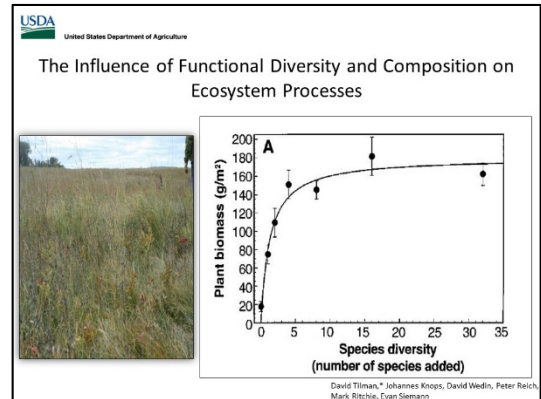 USDA
United States Department of Agriculture
The Influence of Functional Diversity and Composition on
Ecosystem Processes
A
Plant biomass (g/m²)
200
180
160
140
120
100
80
60
40
20
0
0 5 10 15 20 25 30 35
Species diversity
(number of species added)
David Tilman,* Johannes Knops, David Wedin, Peter Reich,
Mark Ritchie, Evan Siemann